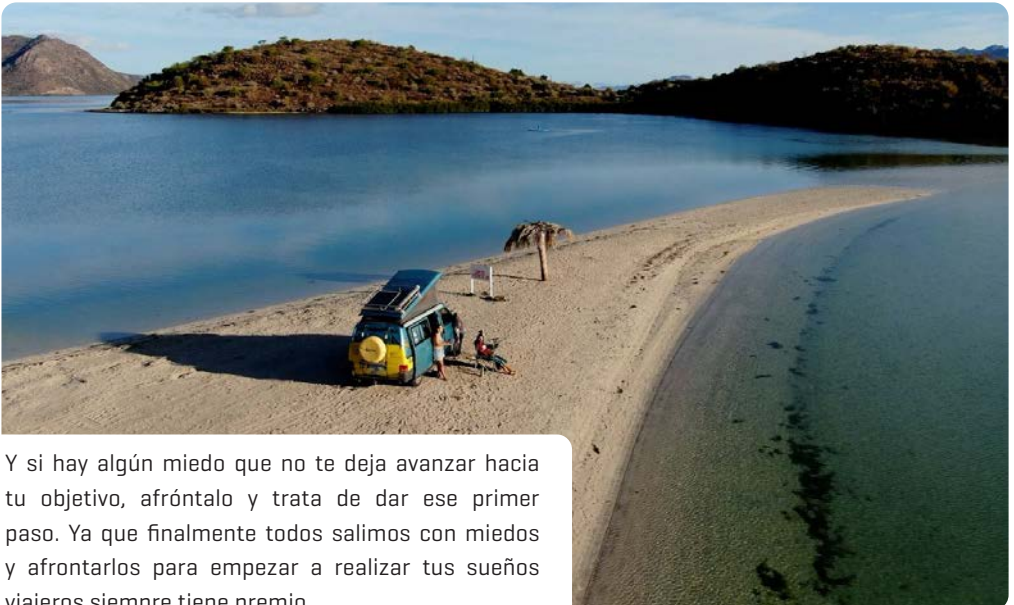 Y si hay algún miedo que no te deja avanzar hacia
tu objetivo, afróntalo y trata de dar ese primer
paso. Ya que finalmente todos salimos con miedos
y afrontarlos para empezar a realizar tus sueños
viajeros siempre tiene premio